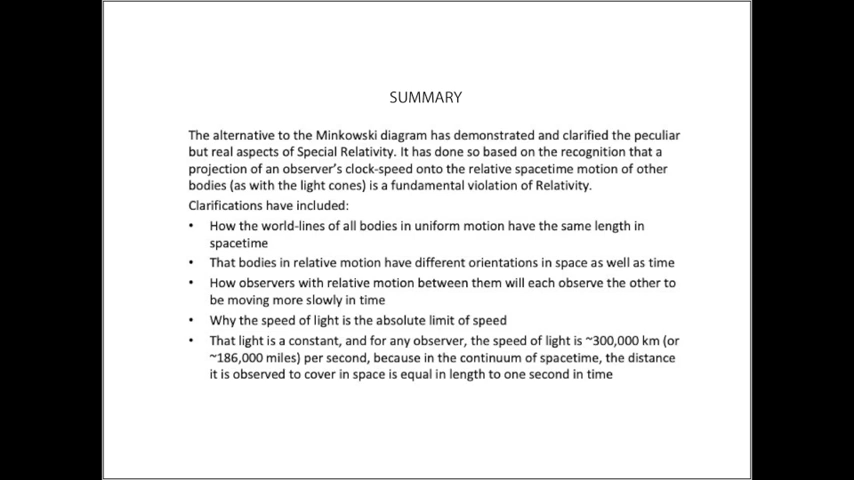 SUMMARY
The alternative to the Minkowski diagram has demonstrated and clarified the peculiar
but real aspects of Special Relativity. It has done so based on the recognition that a
projection of an observer's clock-speed onto the relative spacetime motion of other
bodies (as with the light cones) is a fundamental violation of Relativity.
Clarifications have included:
• How the world-lines of all bodies in uniform motion have the same length in
spacetime
• That bodies in relative motion have different orientations in space as well as time
• How observers with relative motion between them will each observe the other to
be moving more slowly in time
• Why the speed of light is the absolute limit of speed
• That light is a constant, and for any observer, the speed of light is ~300,000 km (or
~186,000 miles) per second, because in the continuum of spacetime, the distance
it is observed to cover in space is equal in length to one second in time